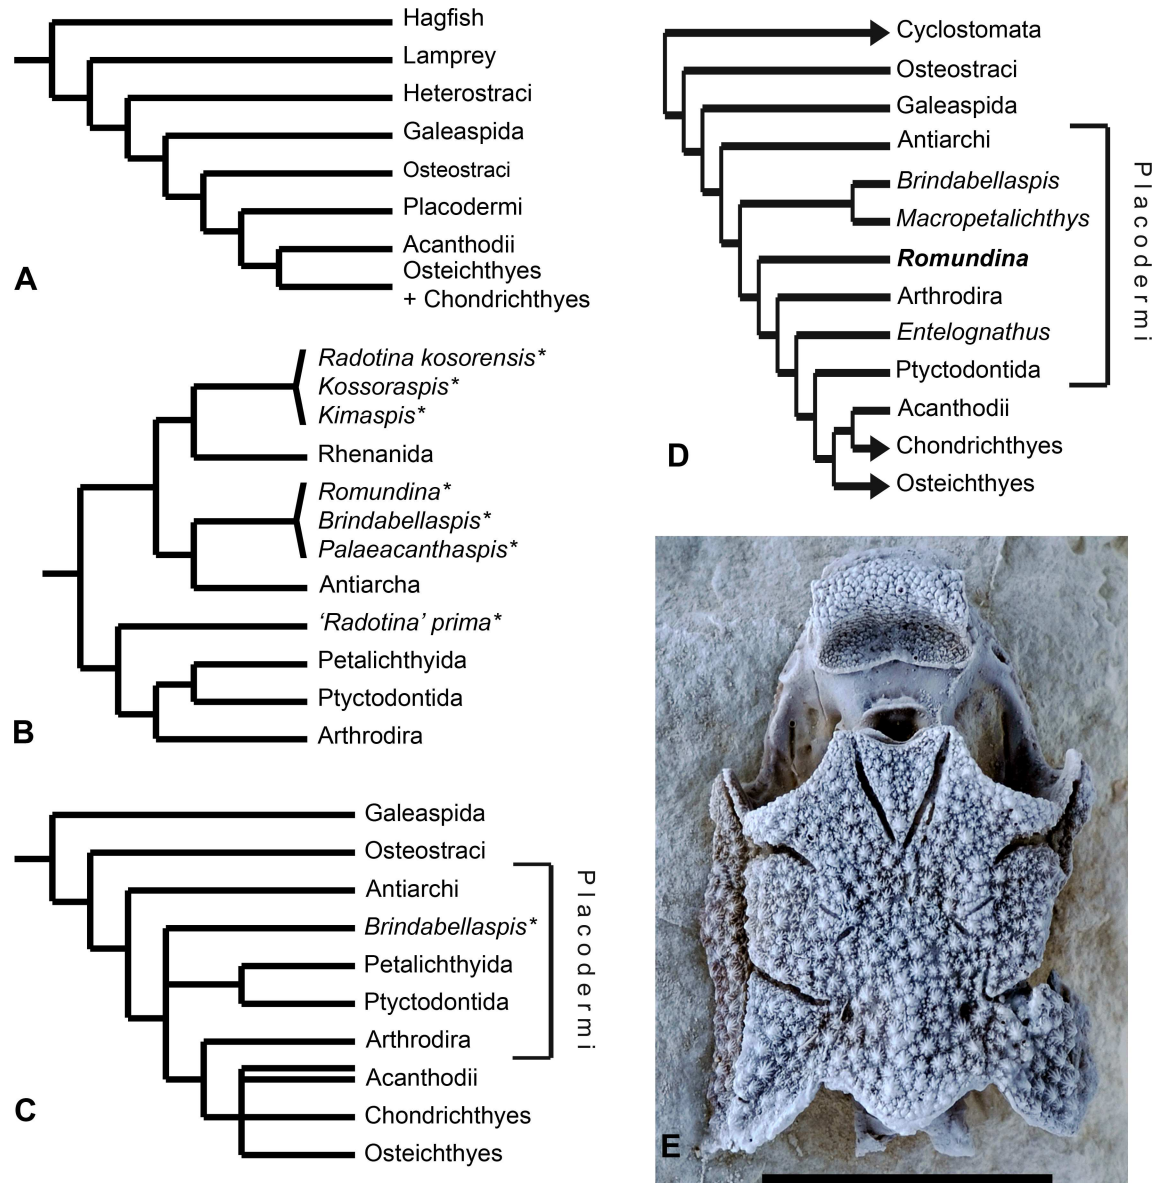 Hagfish
Lamprey
Heterostraci
Galeaspida
Osteostraci
Placodermi
Acanthodii
Osteichthyes
+ Chondrichthyes
A
Radotina kosorensis*
Kossoraspis*
Kimaspis*
Rhenanida
Romundina*
Brindabellaspis*
Palaeacanthaspis*
Antiarcha
‘Radotina’ prima*
Petalichthyida
Ptyctodontida
Arthrodira
B
Galeaspida
Osteostraci
Antiarchi
Brindabellaspis*
Petalichthyida
Ptyctodontida
Arthrodira
Acanthodii
Chondrichthyes
Osteichthyes
Placodermi
C
Cyclostomata
Osteostraci
Galeaspida
Antiarchi
Brindabellaspis
Macropetalichthys
Romundina
Arthrodira
Entelognathus
Ptyctodontida
Acanthodii
Chondrichthyes
Osteichthyes
Placodermi
D
E